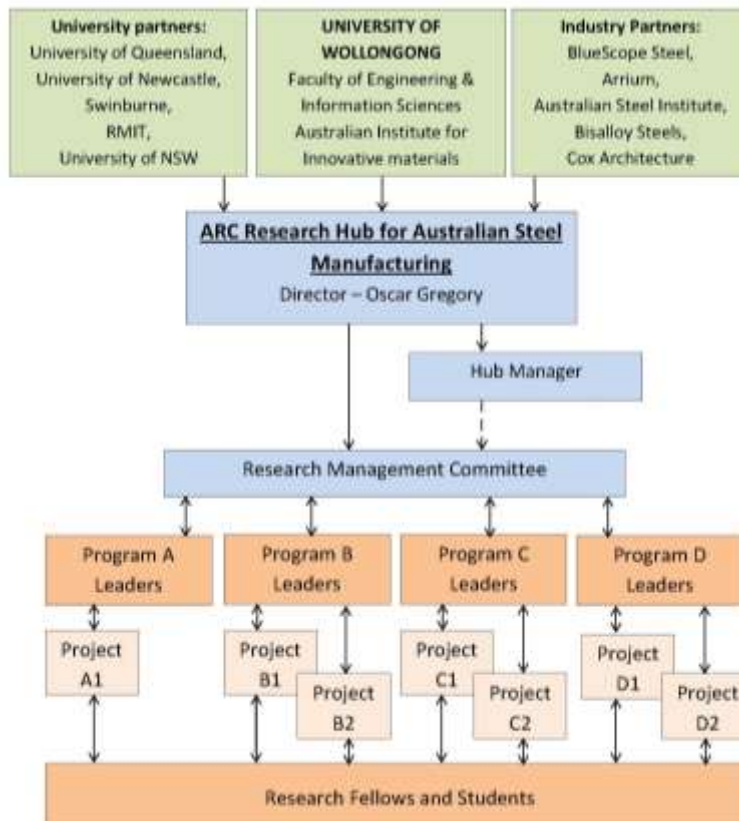 University partners:
University of Queensland,
University of Newcastle,
Swinburne,
RMIT,
University of NSW
UNIVERSITY OF
WOLLONGONG
Faculty of Engineering &
Information Sciences
Australian Institute for
Innovative materials
Industry Partners:
BlueScope Steel,
Arrium,
Australian Steel Institute,
Bisalloy Steels,
Cox Architecture
ARC Research Hub for Australian Steel
Manufacturing
Director – Oscar Gregory
Hub Manager
Research Management Committee
Program A
Leaders
Program B
Leaders
Program C
Leaders
Program D
Leaders
Project
A1
Project
B1
Project
B2
Project
C1
Project
C2
Project
D1
Project
D2
Research Fellows and Students